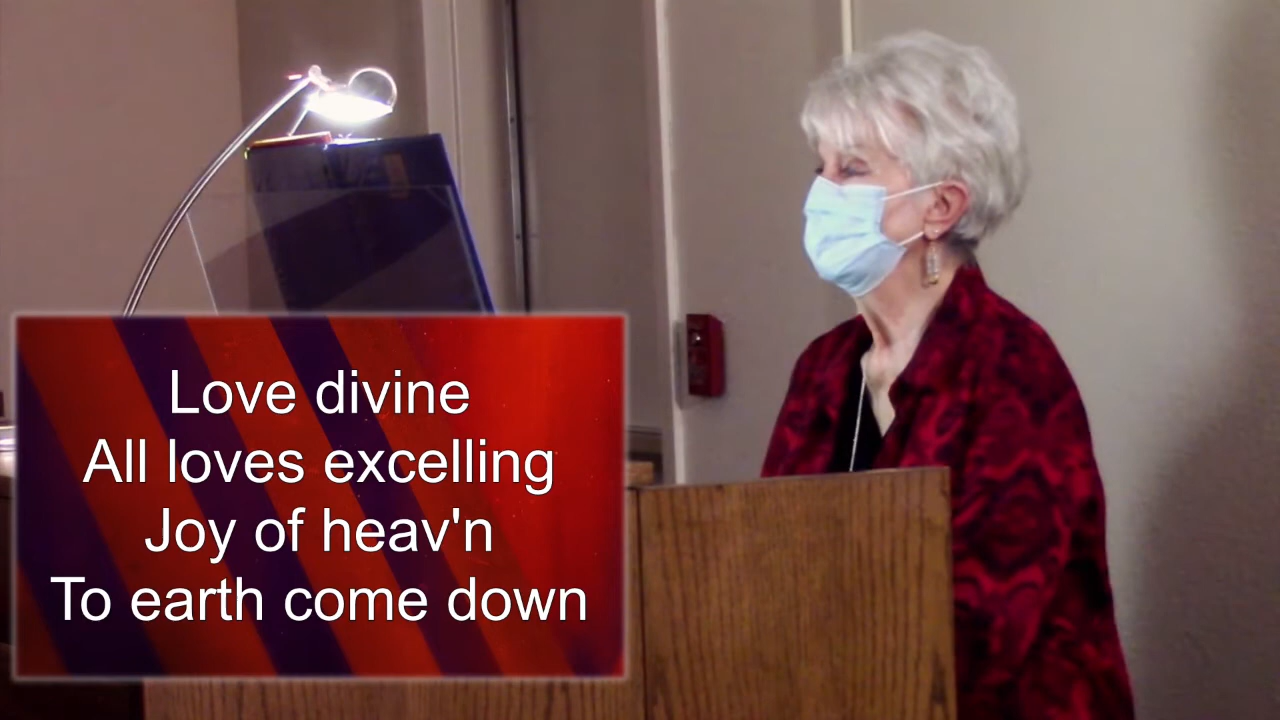 Love divine
All loves excelling
Joy of heav'n
To earth come down